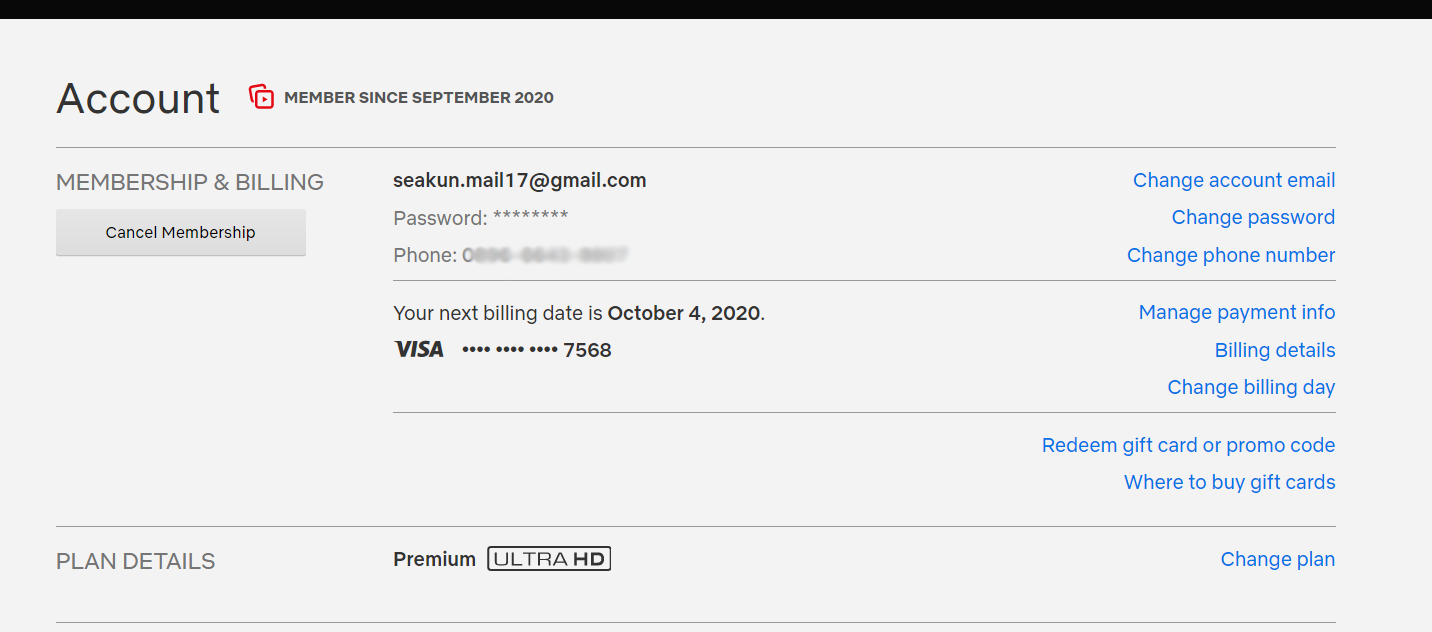 Account MEMBER SINCE SEPTEMBER 2020
MEMBERSHIP & BILLING
Cancel Membership
seakun.mail17@gmail.com Change account email
Password: ******** Change password
Phone: Change phone number
Your next billing date is October 4, 2020. Manage payment info
VISA •••• •••• •••• 7568 Billing details
Change billing day
Redeem gift card or promo code
Where to buy gift cards
PLAN DETAILS Premium ULTRA HD Change plan